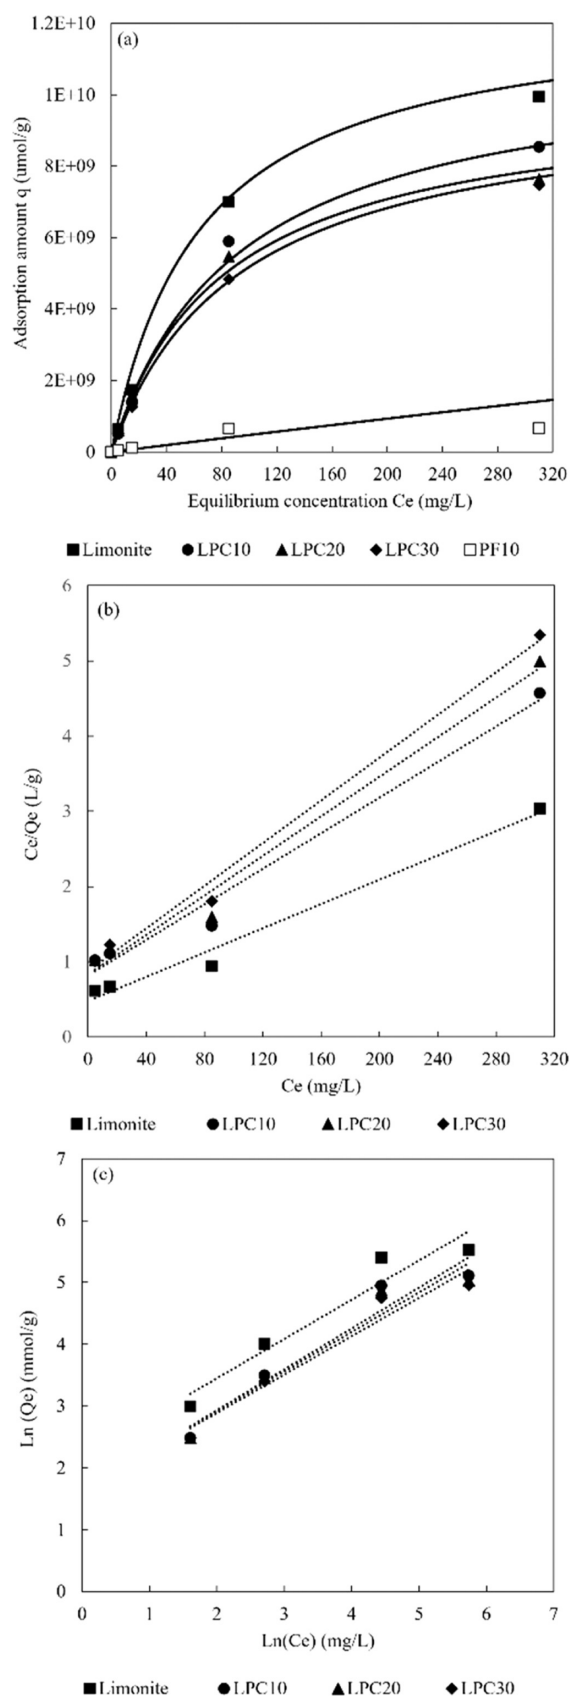 1.2E+10
(a)
1E+10
8E+09
6E+09
4E+09
2E+09
0
Adsorption amount q (umol/g)
0 40 80 120 160 200 240 280 320
Equilibrium concentration Ce (mg/L)
Limonite LPC10 LPC20 LPC30 PF10
6
(b)
5
4
3
2
1
0
Ce/Qe (L/g)
0 40 80 120 160 200 240 280 320
Ce (mg/L)
Limonite LPC10 LPC20 LPC30
7
(c)
6
5
4
3
2
1
0
Ln (Qe) (mmol/g)
0 1 2 3 4 5 6 7
Ln(Ce) (mg/L)
Limonite LPC10 LPC20 LPC30